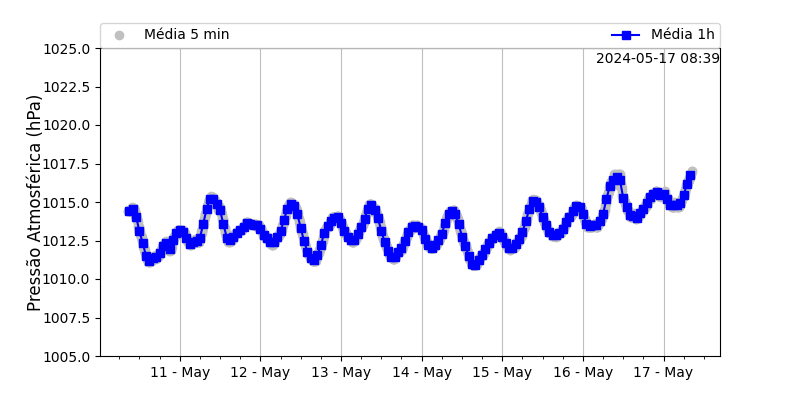 Média 5 min
Média 1h
2024-05-17 08:39
Pressão Atmosférica (hPa)
1025.0
1022.5
1020.0
1017.5
1015.0
1012.5
1010.0
1007.5
1005.0
11 - May
12 - May
13 - May
14 - May
15 - May
16 - May
17 - May